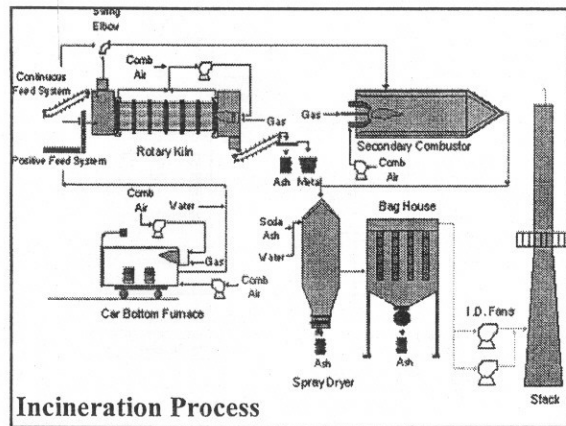 Swing
Elbow
Comb
Air
Continuous
Feed System
Gas
Gas
Rotary Kiln
Secondary Combustor
Positive Feed System
Ash
Metal
Comb
Air
Comb
Air
Water
Soda
Ash
Bag House
Water
Gas
Comb
Air
Car Bottom Furnace
I.D. Fans
Ash
Ash
Spray Dryer
Stack
Incineration Process